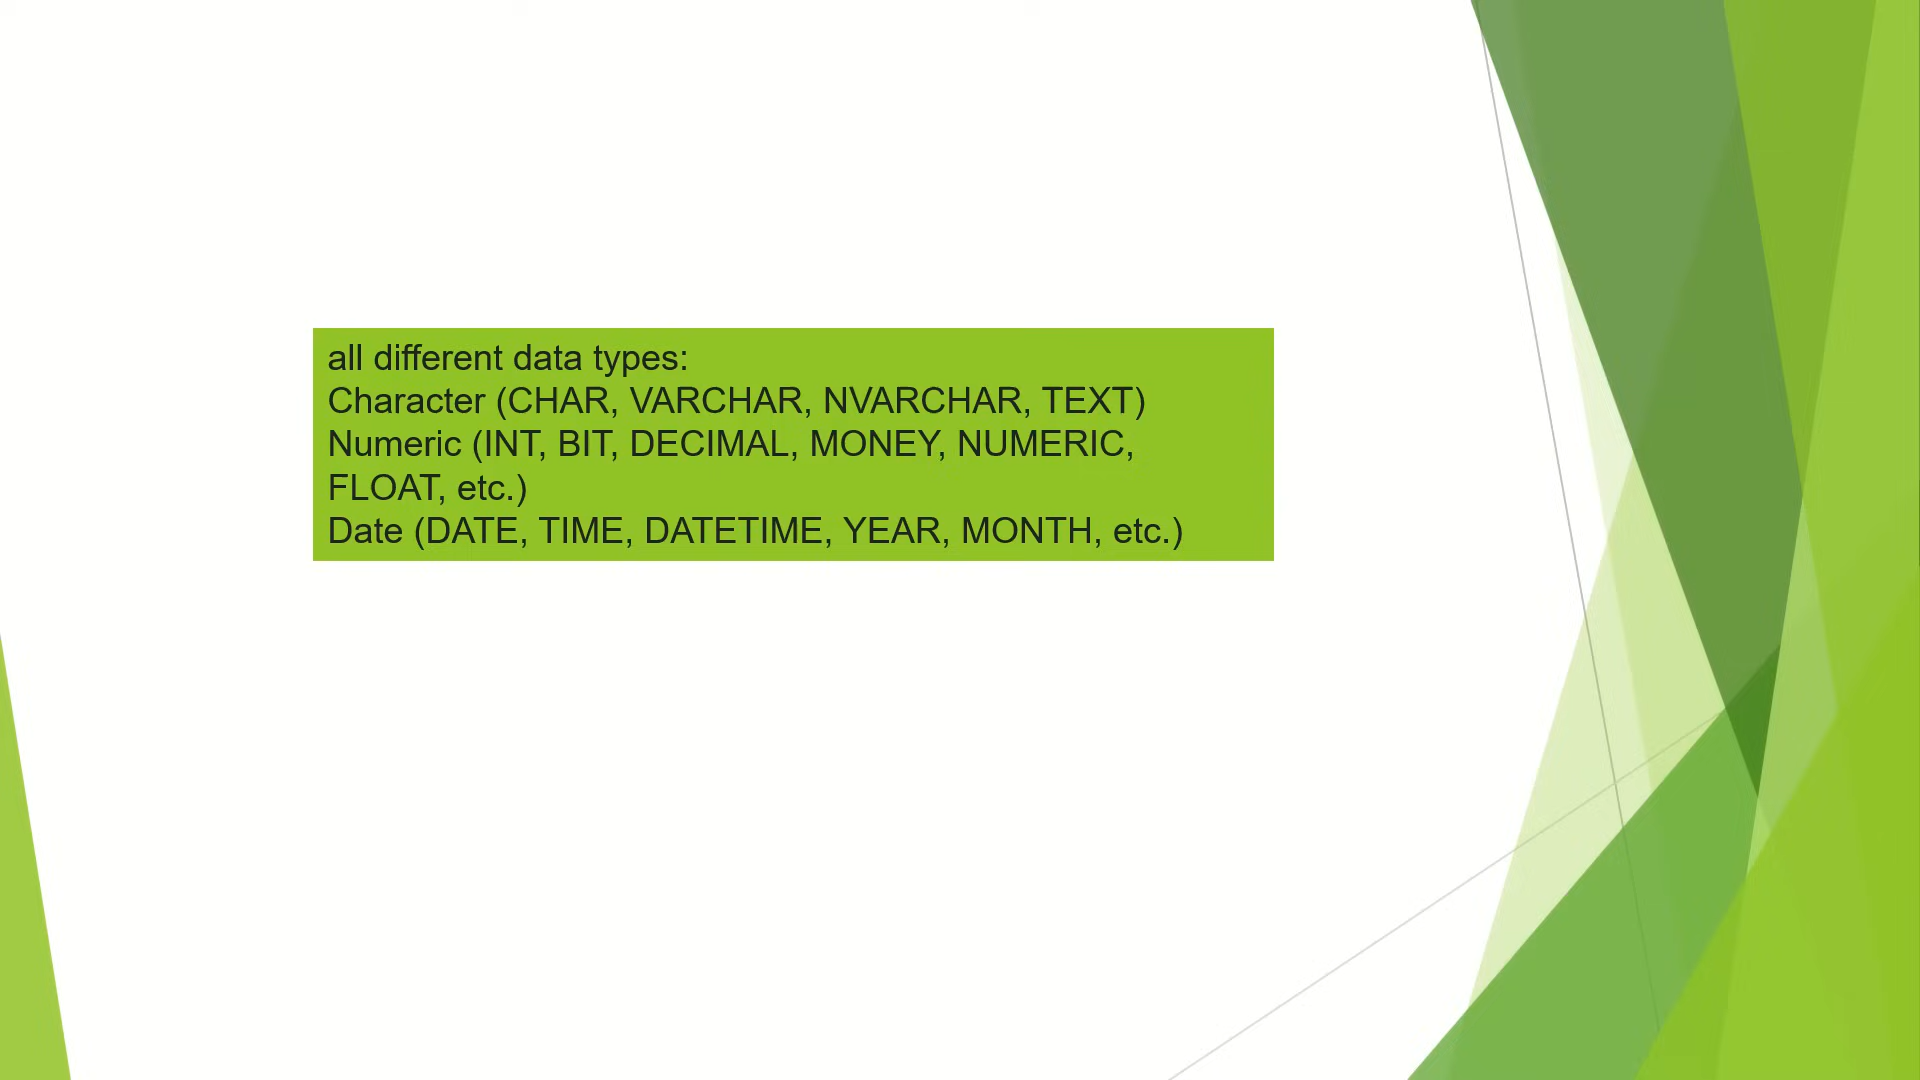 all different data types:
Character (CHAR, VARCHAR, NVARCHAR, TEXT)
Numeric (INT, BIT, DECIMAL, MONEY, NUMERIC,
FLOAT, etc.)
Date (DATE, TIME, DATETIME, YEAR, MONTH, etc.)